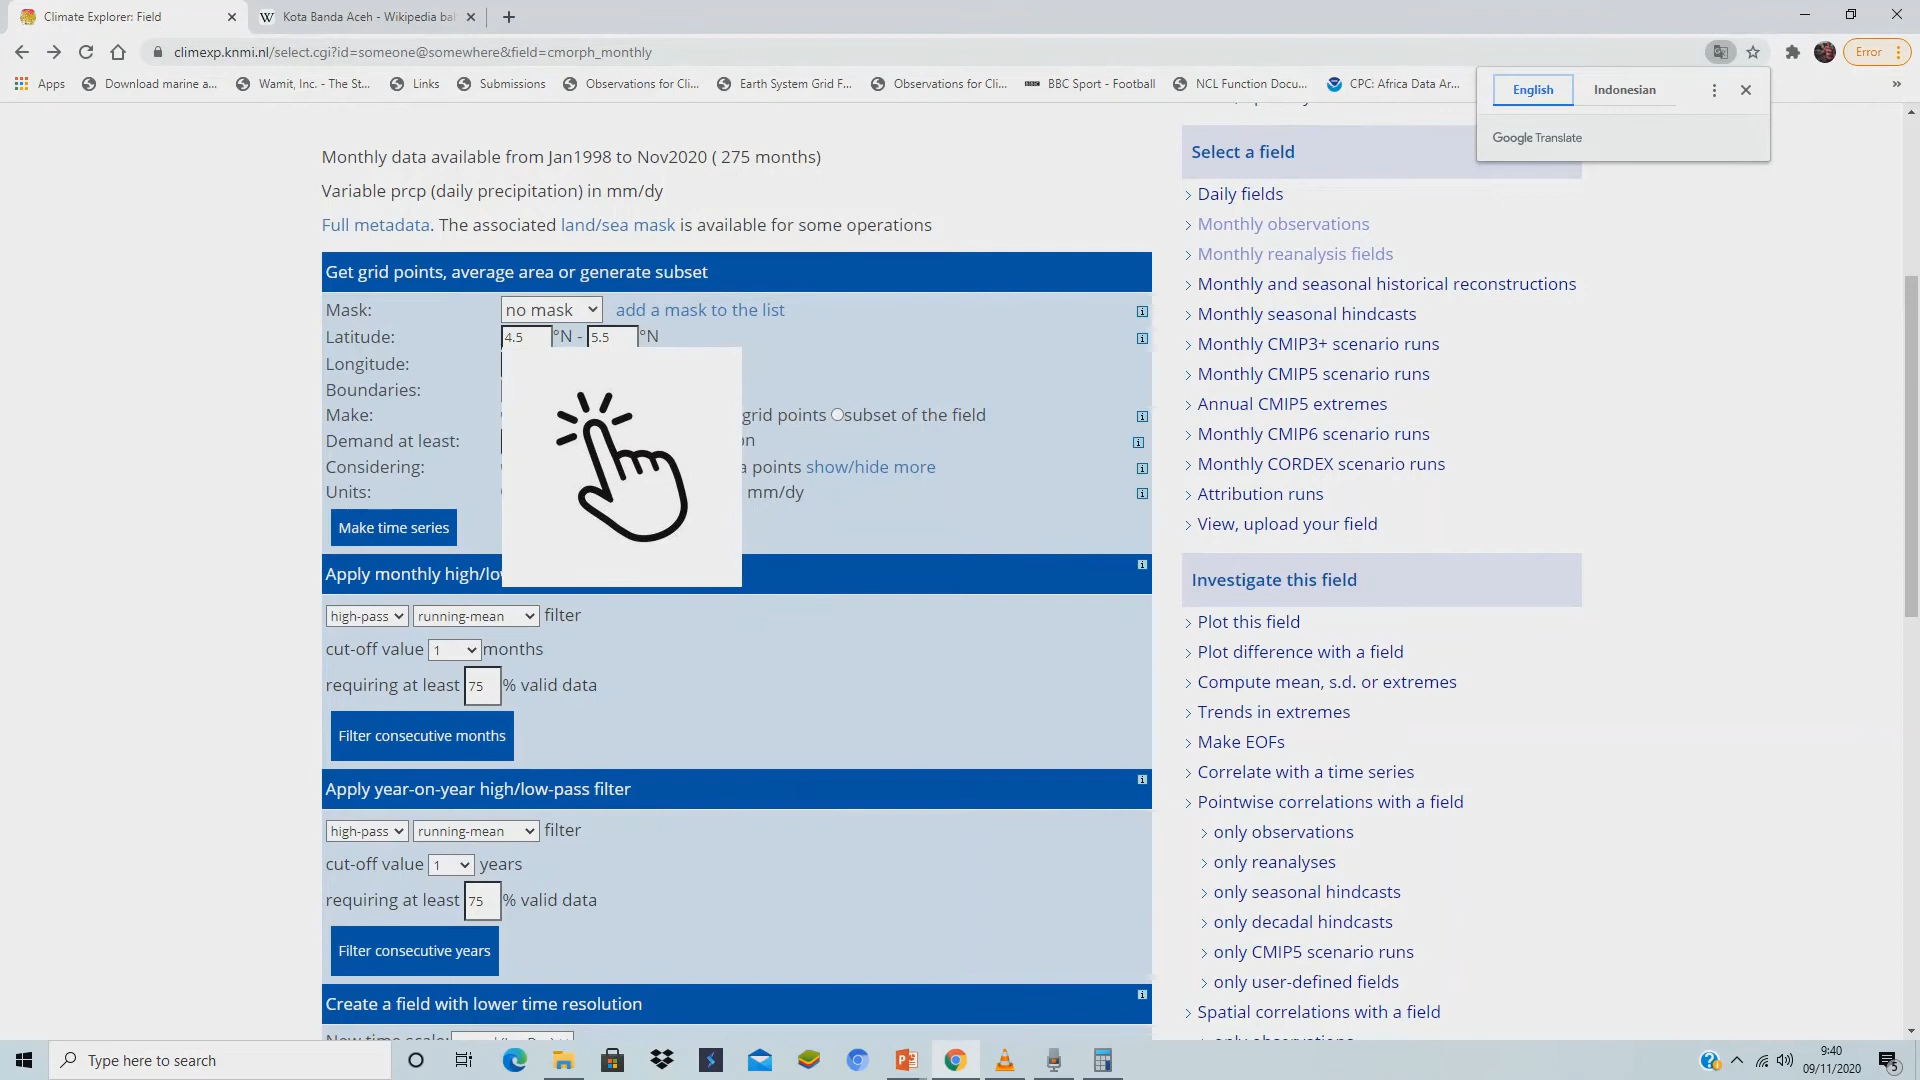 Climate Explorer: Field
Kota Banda Aceh - Wikipedia bal
climexp.knmi.nl/select.cgi?id=someone@somewhere&field=cmorph_monthly
Error
Apps
Download marine a...
Wamit, Inc. - The St...
Links
Submissions
Observations for Cli...
Earth System Grid F...
Observations for Cli...
BBC Sport - Football
NCL Function Docu...
CPC: Africa Data Ar...
English
Indonesian
Google Translate
Monthly data available from Jan1998 to Nov2020 ( 275 months)
Variable prcp (daily precipitation) in mm/dy
Full metadata. The associated land/sea mask is available for some operations
Get grid points, average area or generate subset
Mask: no mask add a mask to the list
Latitude: 4.5 °N - 5.5 °N
Longitude:
Boundaries:
Make: grid points subset of the field
Demand at least:
Considering: points show/hide more
Units: mm/dy
Make time series
Apply monthly
high-pass running-mean filter
cut-off value 1 months
requiring at least 75 % valid data
Filter consecutive months
Apply year-on-year high/low-pass filter
high-pass running-mean filter
cut-off value 1 years
requiring at least 75 % valid data
Filter consecutive years
Create a field with lower time resolution
Select a field
Daily fields
Monthly observations
Monthly reanalysis fields
Monthly and seasonal historical reconstructions
Monthly seasonal hindcasts
Monthly CMIP3+ scenario runs
Monthly CMIP5 scenario runs
Annual CMIP5 extremes
Monthly CMIP6 scenario runs
Monthly CORDEX scenario runs
Attribution runs
View, upload your field
Investigate this field
Plot this field
Plot difference with a field
Compute mean, s.d. or extremes
Trends in extremes
Make EOFs
Correlate with a time series
Pointwise correlations with a field
only observations
only reanalyses
only seasonal hindcasts
only decadal hindcasts
only CMIP5 scenario runs
only user-defined fields
Spatial correlations with a field
Type here to search
9:40
09/11/2020
5